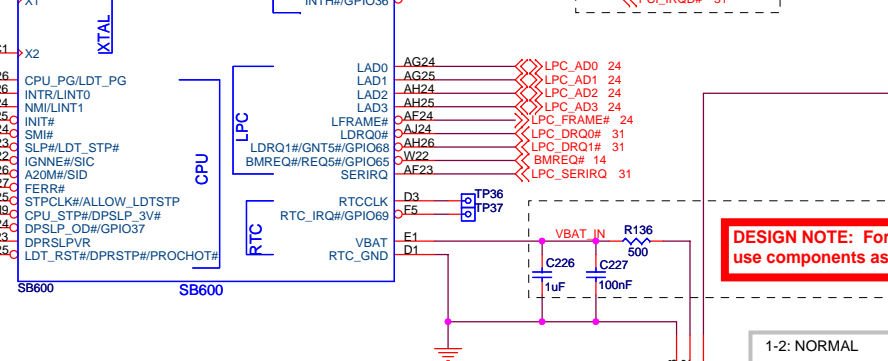 X1
INTH#/GPIO36
XTAL
X2
CPU_PG/LDT_PG
INTR/LINT0
NMI/LINT1
INIT#
SMI#
SLP#/LDT_STP#
IGNNE#/SIC
A20M#/SID
FERR#
STPCLK#/ALLOW_LDTSTP
CPU_STP#/DPSLP_3V#
DPSLP_OD#/GPIO37
DPRSLPVR
LDT_RST#/DPRSTP#/PROCHOT#
CPU
LPC
RTC
LAD0 AG24 LPC_AD0 24
LAD1 AG25 LPC_AD1 24
LAD2 AH24 LPC_AD2 24
LAD3 AH25 LPC_AD3 24
LFRAME# AF24 LPC_FRAME# 24
LDRQ0# AJ24 LPC_DRQ0# 31
LDRQ1#/GNT5#/GPIO68 AH26 LPC_DRQ1# 31
BMREQ#/REQ5#/GPIO65 W22 BMREQ# 14
SERIRQ AF23 LPC_SERIRQ 31
RTCCLK D3 TP36
RTC_IRQ#/GPIO69 F5 TP37
VBAT E1 VBAT_IN R136
500
RTC_GND D1
C226
1uF
C227
100nF
SB600
SB600
DESIGN NOTE: For
use components as
1-2: NORMAL